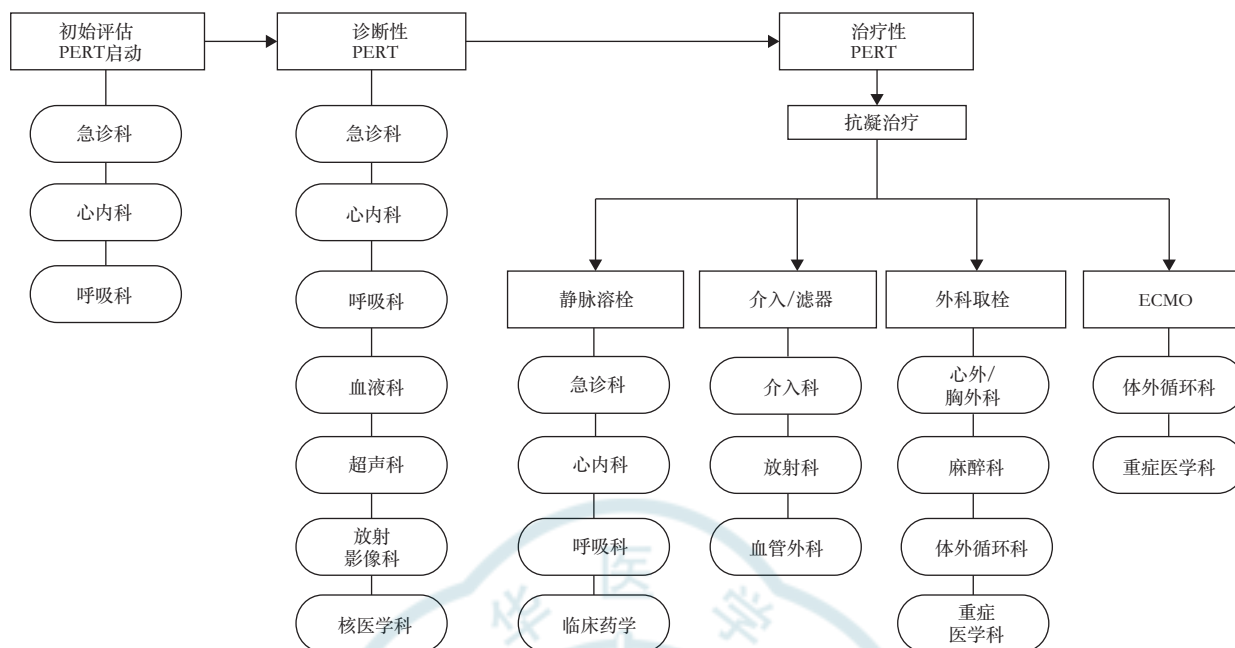 初始评估
PERT启动
诊断性
PERT
治疗性
PERT
急诊科
心内科
呼吸科
急诊科
心内科
呼吸科
血液科
超声科
放射
影像科
核医学科
抗凝治疗
静脉溶栓
急诊科
心内科
呼吸科
临床药学
介入/滤器
介入科
放射科
血管外科
外科取栓
心外/
胸外科
麻醉科
体外循环科
重症
医学科
ECMO
体外循环科
重症医学科
华医学